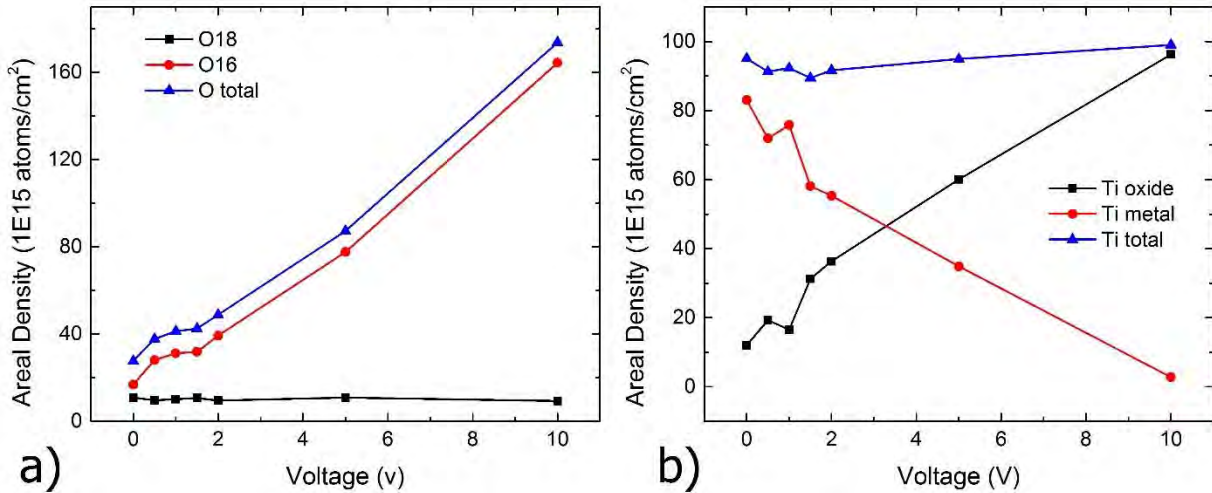 O18
O16
O total
Areal Density (1E15 atoms/cm²)
160
120
80
40
0
0 2 4 6 8 10
Voltage (v)
a)
Ti oxide
Ti metal
Ti total
Areal Density (1E15 atoms/cm²)
100
80
60
40
20
0
0 2 4 6 8 10
Voltage (V)
b)